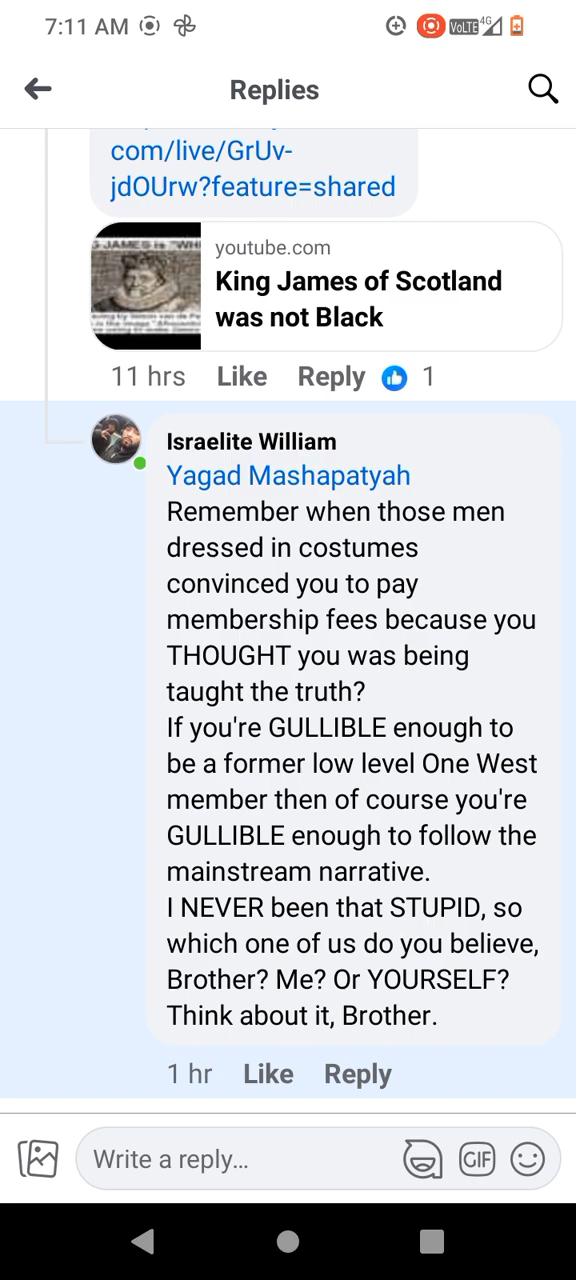 7:11 AM
VoLTE 4G
Replies
com/live/GrUv-
jdOUrw?feature=shared
JAMES is "WH
youtube.com
King James of Scotland
was not Black
11 hrs Like Reply 1
Israelite William
Yagad Mashapatyah
Remember when those men
dressed in costumes
convinced you to pay
membership fees because you
THOUGHT you was being
taught the truth?
If you're GULLIBLE enough to
be a former low level One West
member then of course you're
GULLIBLE enough to follow the
mainstream narrative.
I NEVER been that STUPID, so
which one of us do you believe,
Brother? Me? Or YOURSELF?
Think about it, Brother.
1 hr Like Reply
Write a reply...
GIF